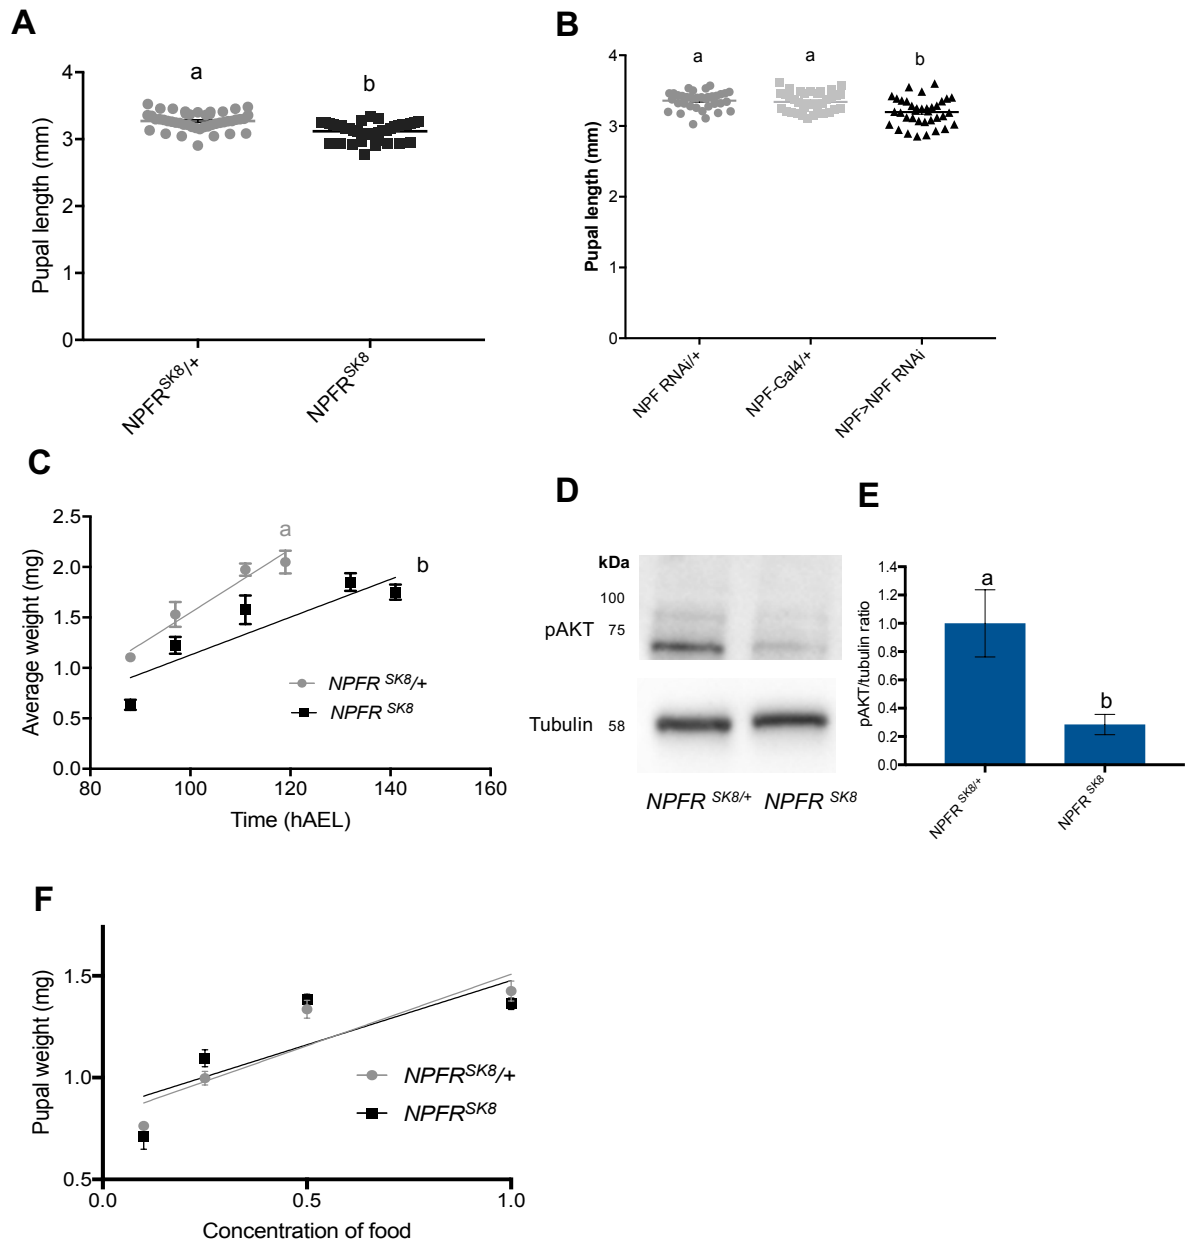 A
Pupal length (mm)
4
3
2
1
0
a
b
NPFR^SK8/+
NPFR^SK8
B
Pupal length (mm)
4
3
2
1
0
a
a
b
NPF RNAi/+
NPF-Gal4/+
NPF>NPF RNAi
C
Average weight (mg)
2.5
2.0
1.5
1.0
0.5
0.0
a
b
NPFR SK8/+
NPFR SK8
80
100
120
140
160
Time (hAEL)
D
kDa
100
75
pAKT
Tubulin
58
NPFR SK8/+ NPFR SK8
E
pAKT/tubulin ratio
1.4
1.2
1.0
0.8
0.6
0.4
0.2
0.0
a
b
NPFR SK8/+
NPFR SK8
F
Pupal weight (mg)
1.5
1.0
0.5
NPFR^SK8/+
NPFR^SK8
0.0
0.5
1.0
Concentration of food